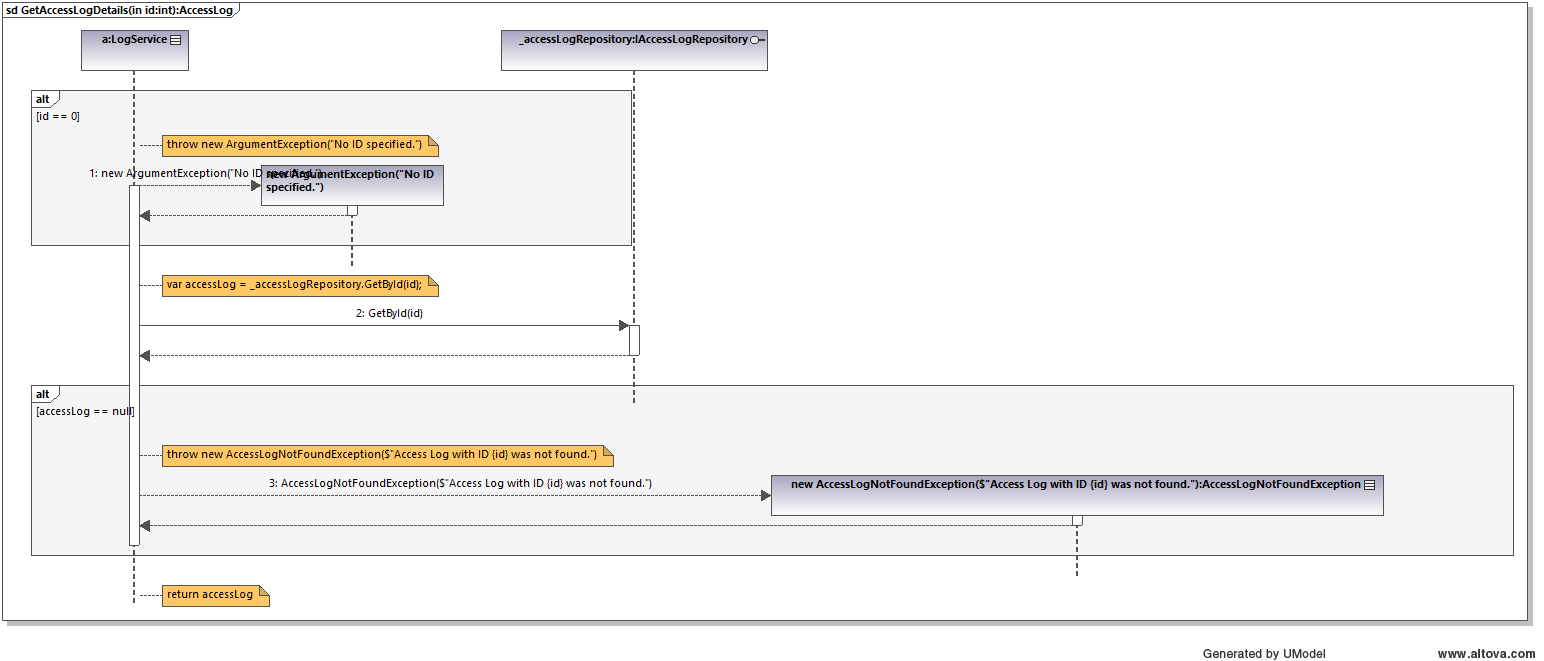 sd GetAccessLogDetails(in id:int):AccessLog
a:LogService
_accessLogRepository:IAccessLogRepository
alt
[id == 0]
throw new ArgumentException("No ID specified.")
1: new ArgumentException("No ID specified.")
new ArgumentException("No ID
specified.")
var accessLog = _accessLogRepository.GetById(id);
2: GetById(id)
alt
[accessLog == null]
throw new AccessLogNotFoundException($"Access Log with ID {id} was not found.")
3: AccessLogNotFoundException($"Access Log with ID {id} was not found.")
new AccessLogNotFoundException($"Access Log with ID {id} was not found."):AccessLogNotFoundException
return accessLog
Generated by UModel
www.altova.com